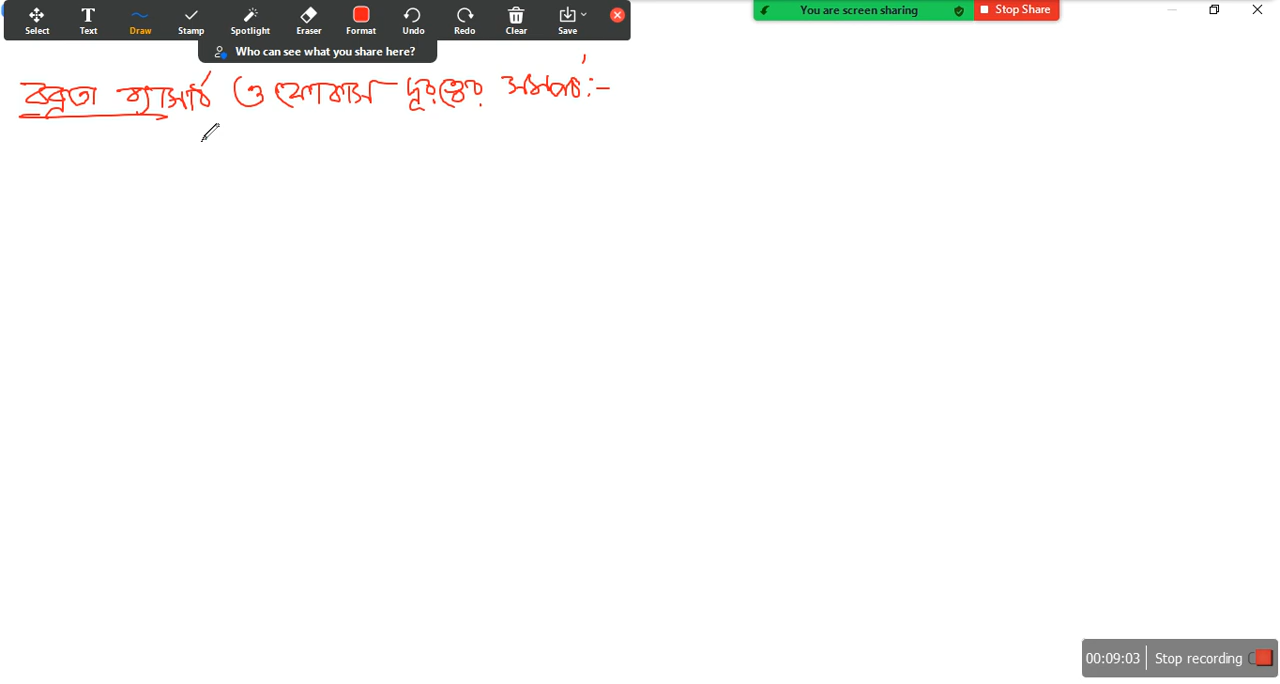 Select Text Draw Stamp Spotlight Eraser Format Undo Redo Clear Save
You are screen sharing Stop Share
Who can see what you share here?
বক্রতা ব্যাসার্ধ ও ফোকাস দূরত্বের সম্পর্ক:-
00:09:03 Stop recording